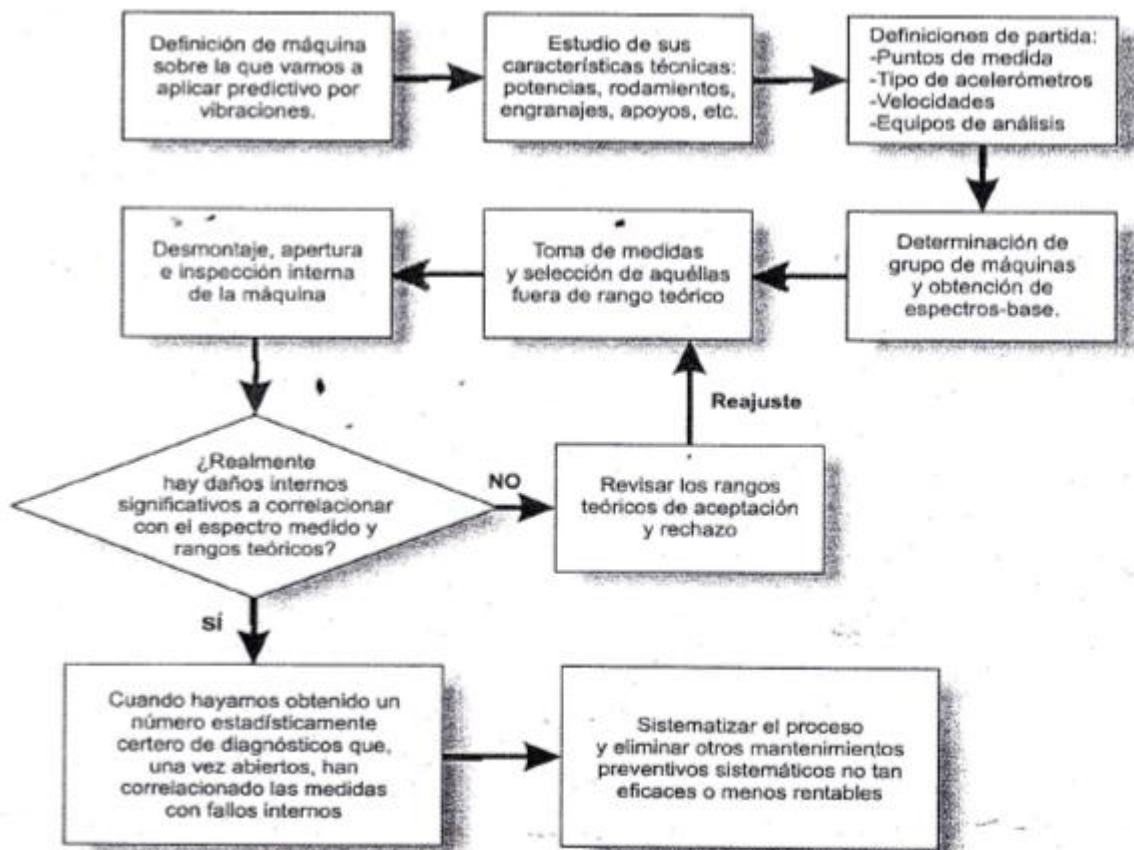 Definición de máquina
sobre la que vamos a
aplicar predictivo por
vibraciones.
Estudio de sus
características técnicas:
potencias, rodamientos,
engranajes, apoyos, etc.
Definiciones de partida:
-Puntos de medida
-Tipo de acelerómetros
-Velocidades
-Equipos de análisis
Determinación de
grupo de máquinas
y obtención de
espectros-base.
Toma de medidas
y selección de aquéllas
fuera de rango teórico
Desmontaje, apertura
e inspección interna
de la máquina
¿Realmente
hay daños internos
significativos a correlacionar
con el espectro medido y
rangos teóricos?
NO
Revisar los rangos
teóricos de aceptación
y rechazo
Reajuste
SÍ
Cuando hayamos obtenido un
número estadísticamente
certero de diagnósticos que,
una vez abiertos, han
correlacionado las medidas
con fallos internos
Sistematizar el proceso
y eliminar otros mantenimientos
preventivos sistemáticos no tan
eficaces o menos rentables